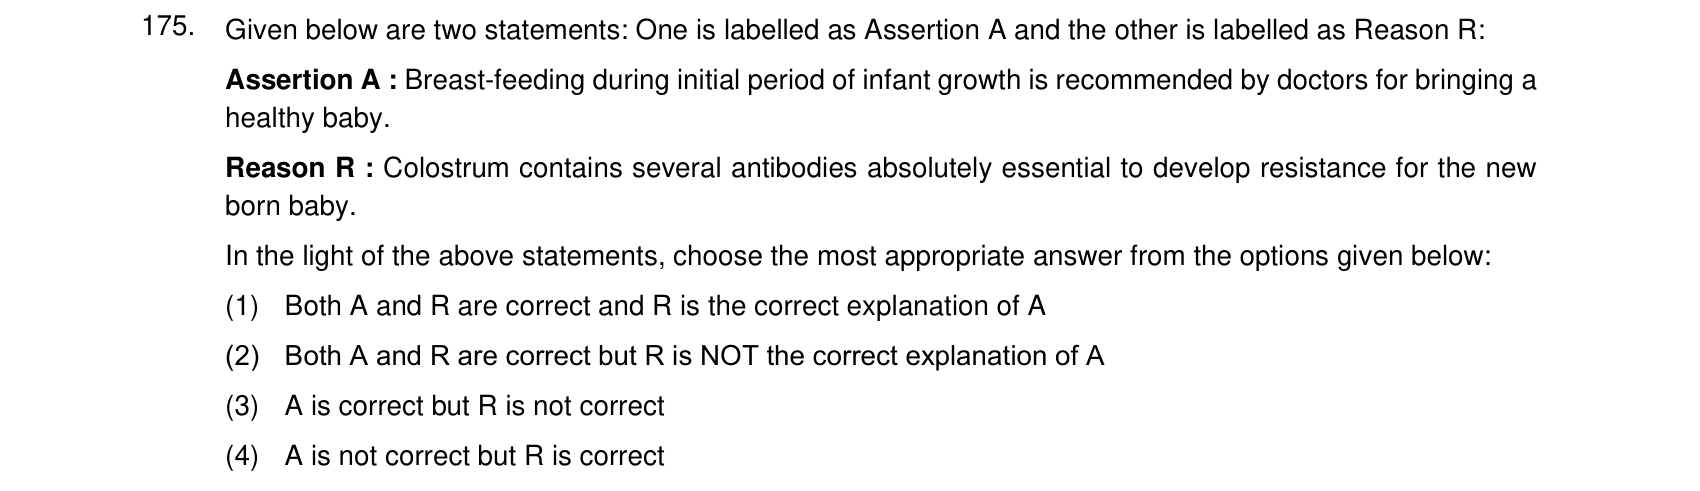 175. Given below are two statements: One is labelled as Assertion A and the other is labelled as Reason R:
Assertion A : Breast-feeding during initial period of infant growth is recommended by doctors for bringing a
healthy baby.
Reason R : Colostrum contains several antibodies absolutely essential to develop resistance for the new
born baby.
In the light of the above statements, choose the most appropriate answer from the options given below:
(1) Both A and R are correct and R is the correct explanation of A
(2) Both A and R are correct but R is NOT the correct explanation of A
(3) A is correct but R is not correct
(4) A is not correct but R is correct